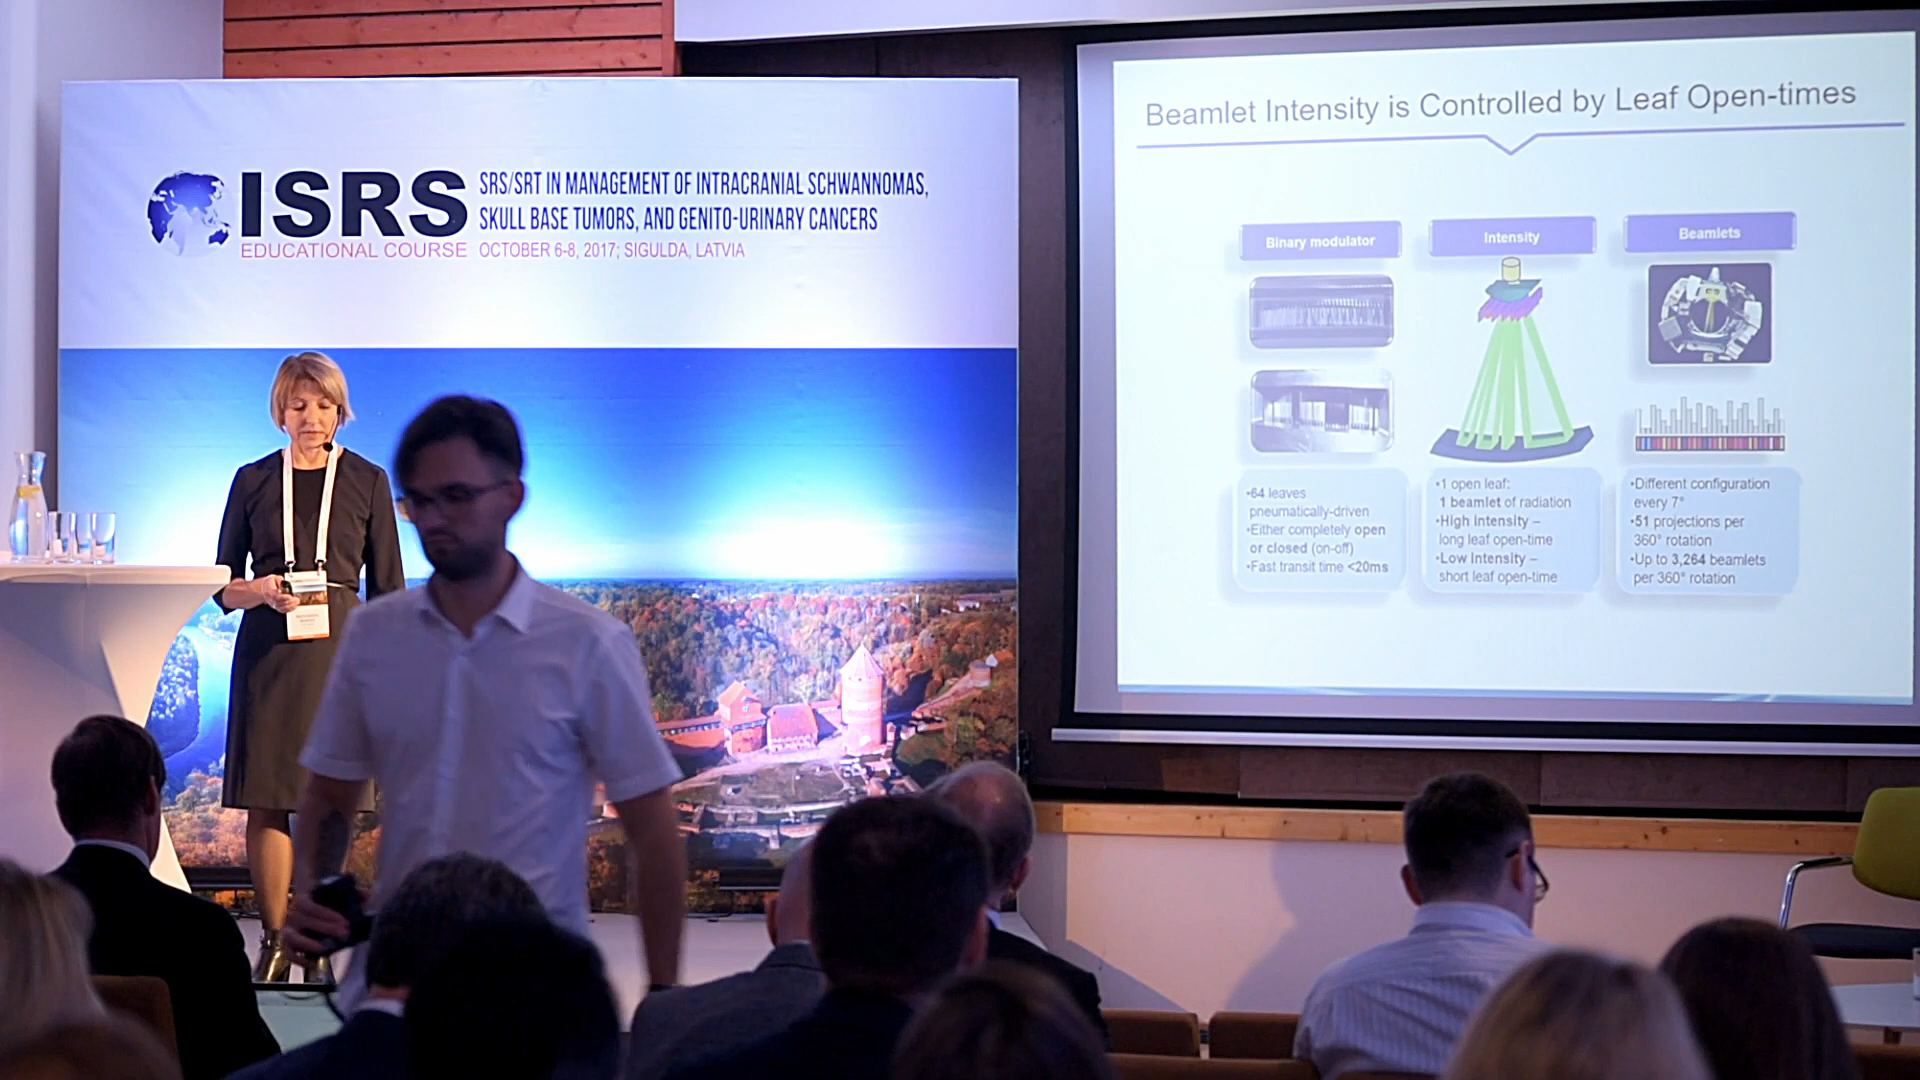 ISRS
EDUCATIONAL COURSE
SRS/SRT IN MANAGEMENT OF INTRACRANIAL SCHWANNOMAS,
SKULL BASE TUMORS, AND GENITO-URINARY CANCERS
OCTOBER 6-8, 2017; SIGULDA, LATVIA
Beamlet Intensity is Controlled by Leaf Open-times
Binary modulator
•64 leaves
pneumatically-driven
•Either completely open
or closed (on-off)
•Fast transit time <20ms
Intensity
•1 open leaf:
1 beamlet of radiation
•High Intensity –
long leaf open-time
•Low Intensity –
short leaf open-time
Beamlets
•Different configuration
every 7°
•51 projections per
360° rotation
•Up to 3,264 beamlets
per 360° rotation